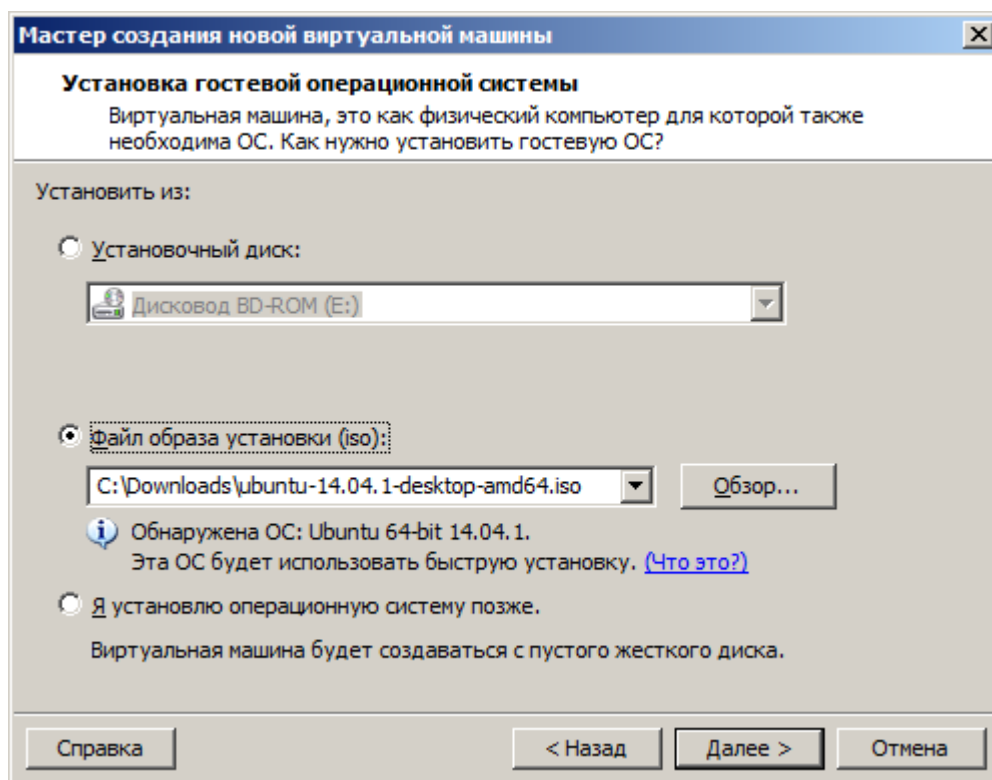 Мастер создания новой виртуальной машины
Установка гостевой операционной системы
Виртуальная машина, это как физический компьютер для которой также
необходима ОС. Как нужно установить гостевую ОС?
Установить из:
Установочный диск:
Дисковод BD-ROM (E:)
Файл образа установки (iso):
C:\Downloads\ubuntu-14.04.1-desktop-amd64.iso
Обзор...
Обнаружена ОС: Ubuntu 64-bit 14.04.1.
Эта ОС будет использовать быструю установку. (Что это?)
Я установлю операционную систему позже.
Виртуальная машина будет создаваться с пустого жесткого диска.
Справка
< Назад
Далее >
Отмена